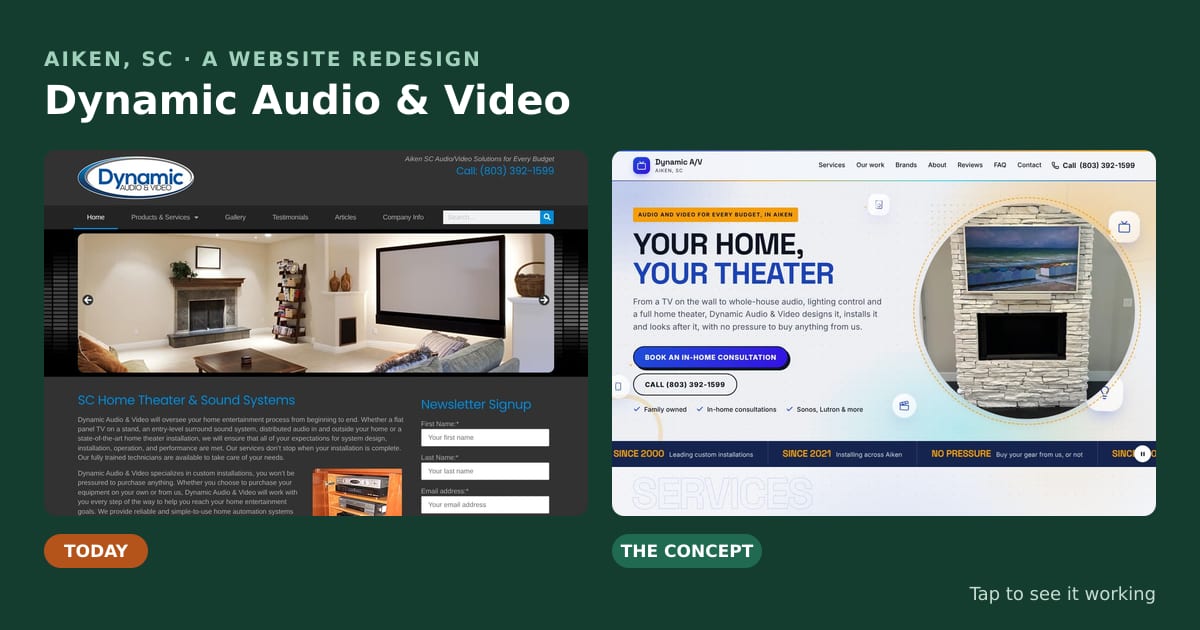 AIKEN, SC · A WEBSITE REDESIGN
Dynamic Audio & Video
Dynamic
AUDIO & VIDEO
Aiken SC Audio/Video Solutions for Every Budget
Call: (803) 392-1599
Home
Products & Services
Gallery
Testimonials
Articles
Company Info
Search...
SC Home Theater & Sound Systems
Dynamic Audio & Video will oversee your home entertainment process from beginning to end. Whether a flat
panel TV on a stand, an entry-level surround sound system, distributed audio in and outside your home or a
state-of-the-art home theater installation, we will ensure that all of your expectations for system design,
installation, operation, and performance are met. Our services don't stop when your installation is complete.
Our fully trained technicians are available to take care of your needs.
Dynamic Audio & Video specializes in custom installations, you won't be
pressured to purchase anything. Whether you choose to purchase your
equipment on your own or from us, Dynamic Audio & Video will work with
you every step of the way to help you reach your home entertainment
goals. We provide reliable and simple-to-use home automation systems
Newsletter Signup
First Name:*
Your first name
Last Name:*
Your last name
Email address:*
Your email address
TODAY
Dynamic A/V
AIKEN, SC
Services
Our work
Brands
About
Reviews
FAQ
Contact
Call (803) 392-1599
AUDIO AND VIDEO FOR EVERY BUDGET, IN AIKEN
YOUR HOME,
YOUR THEATER
From a TV on the wall to whole-house audio, lighting control and
a full home theater, Dynamic Audio & Video designs it, installs it
and looks after it, with no pressure to buy anything from us.
BOOK AN IN-HOME CONSULTATION
CALL (803) 392-1599
Family owned
In-home consultations
Sonos, Lutron & more
SINCE 2000 Leading custom installations
SINCE 2021 Installing across Aiken
NO PRESSURE Buy your gear from us, or not
SERVICES
THE CONCEPT
Tap to see it working